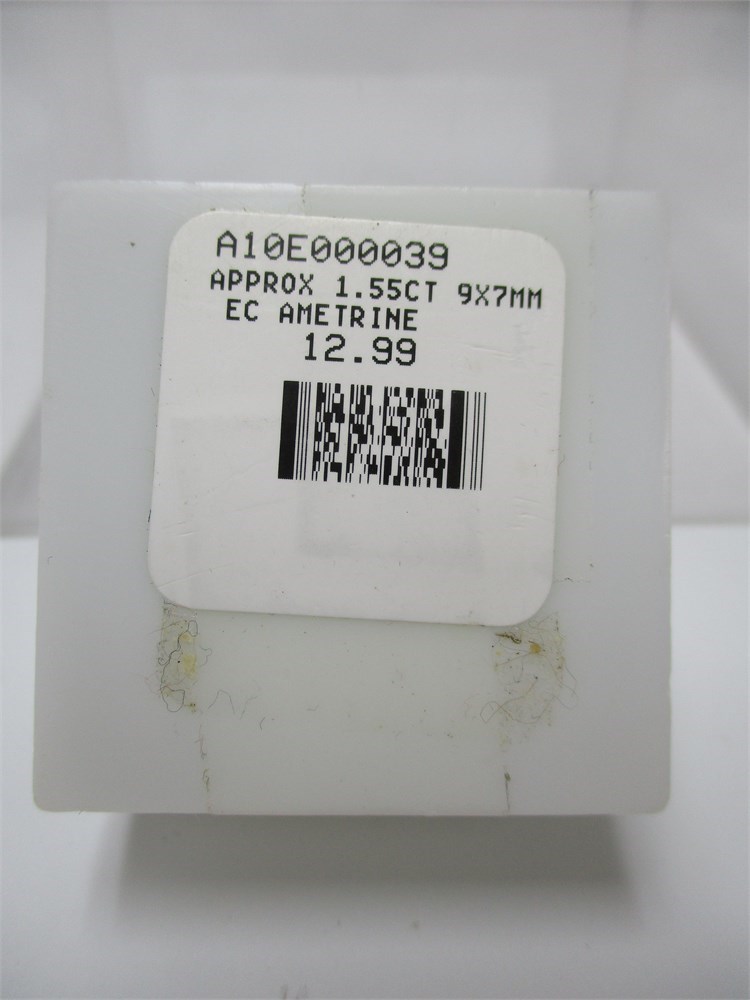 A10E000039
APPROX 1.55CT 9X7MM
EC AMETRINE
12.99